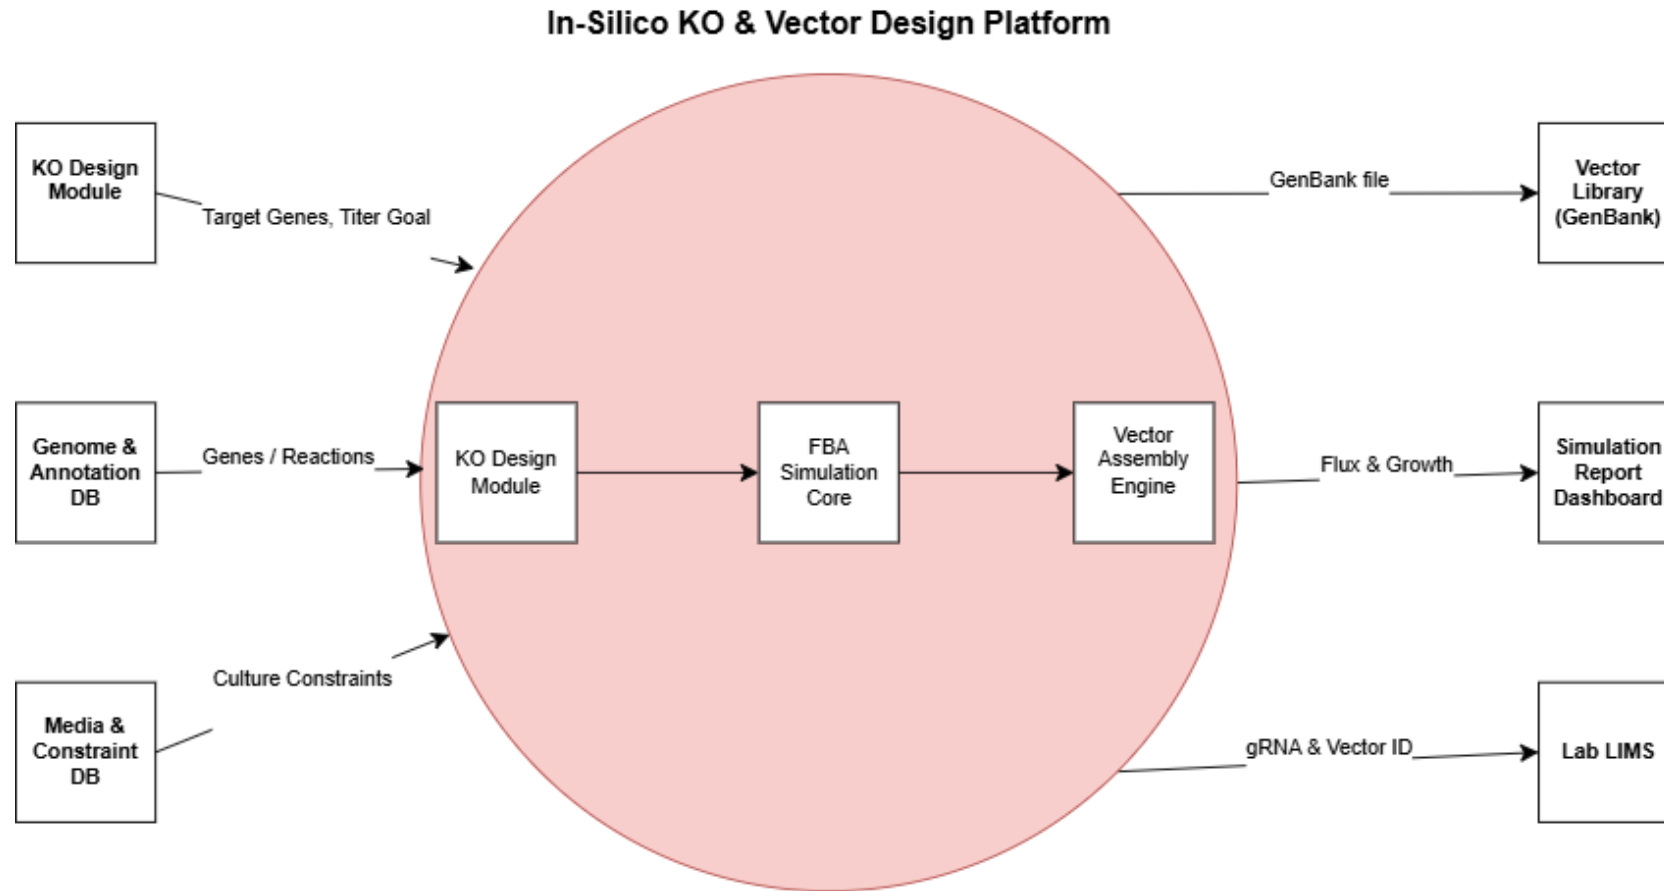 In-Silico KO & Vector Design Platform
KO Design
Module
Target Genes, Titer Goal
GenBank file
Vector
Library
(GenBank)
Genome &
Annotation
DB
Genes / Reactions
KO Design
Module
FBA
Simulation
Core
Vector
Assembly
Engine
Flux & Growth
Simulation
Report
Dashboard
Media &
Constraint
DB
Culture Constraints
gRNA & Vector ID
Lab LIMS